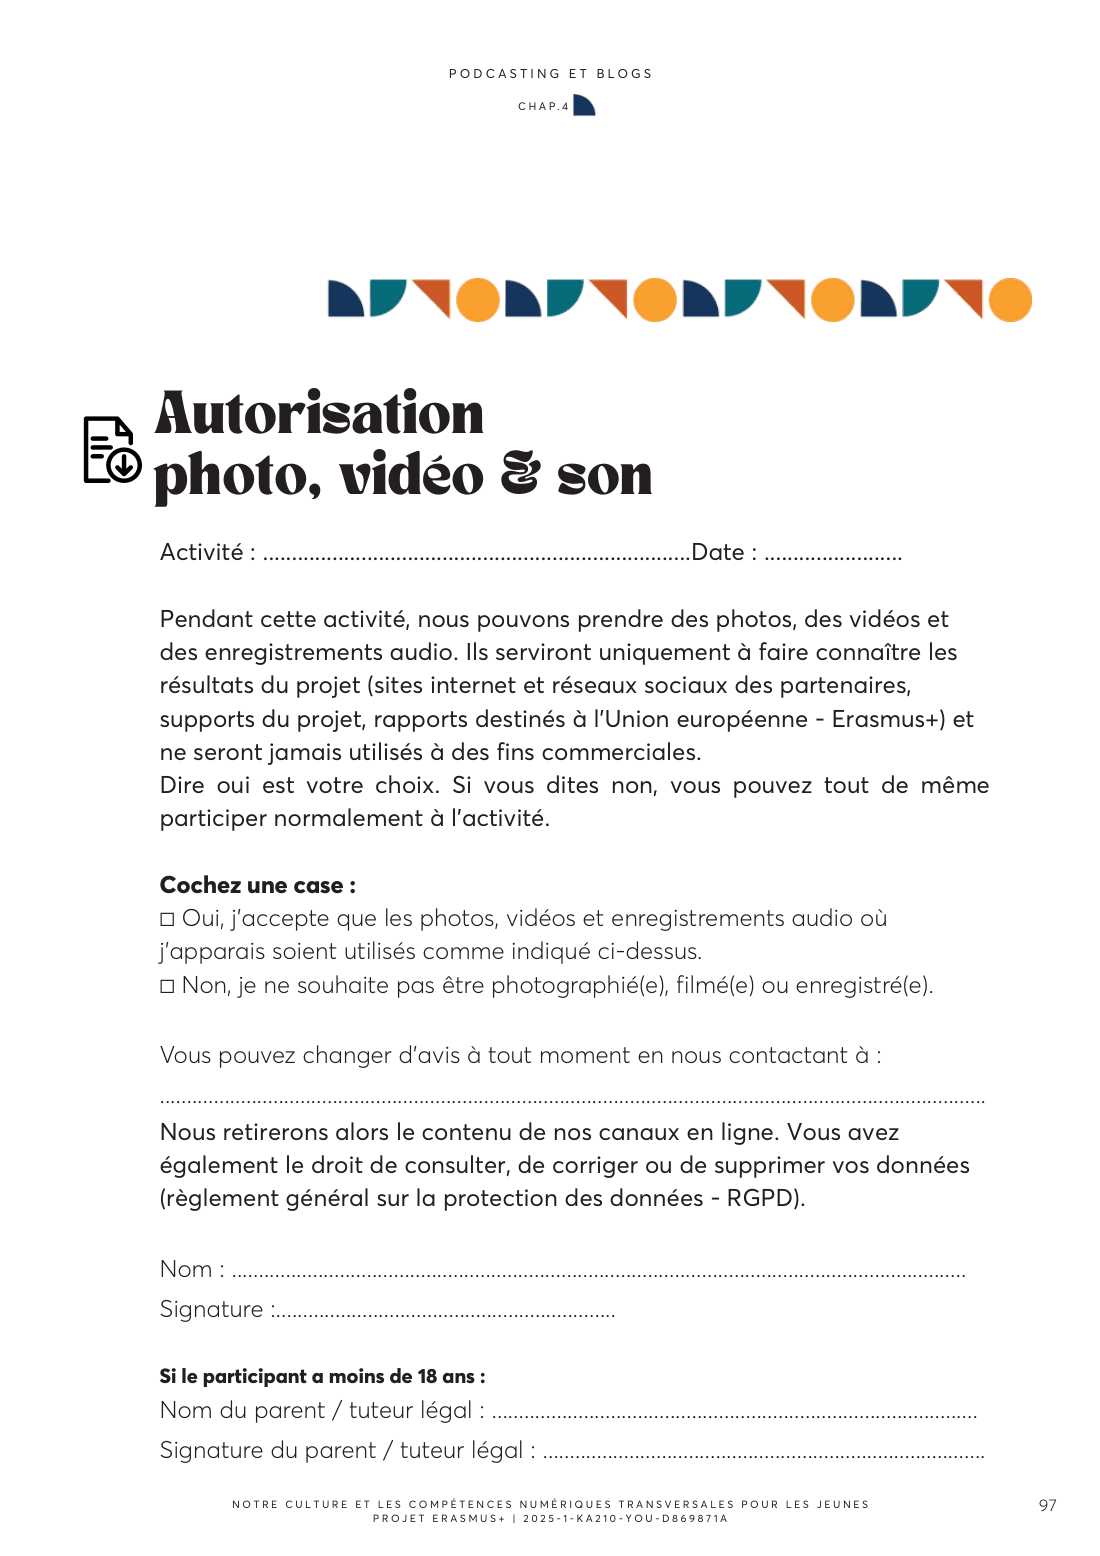 PODCASTING ET BLOGS
CHAP.4
Autorisation
photo, vidéo & son
Activité : ..........................................................................Date : ........................
Pendant cette activité, nous pouvons prendre des photos, des vidéos et
des enregistrements audio. Ils serviront uniquement à faire connaître les
résultats du projet (sites internet et réseaux sociaux des partenaires,
supports du projet, rapports destinés à l'Union européenne - Erasmus+) et
ne seront jamais utilisés à des fins commerciales.
Dire oui est votre choix. Si vous dites non, vous pouvez tout de même
participer normalement à l'activité.
Cochez une case :
☐ Oui, j'accepte que les photos, vidéos et enregistrements audio où
j'apparais soient utilisés comme indiqué ci-dessus.
☐ Non, je ne souhaite pas être photographié(e), filmé(e) ou enregistré(e).
Vous pouvez changer d'avis à tout moment en nous contactant à :
.........................................................................................................................................................
Nous retirerons alors le contenu de nos canaux en ligne. Vous avez
également le droit de consulter, de corriger ou de supprimer vos données
(règlement général sur la protection des données - RGPD).
Nom : ........................................................................................................................................
Signature :...............................................................
Si le participant a moins de 18 ans :
Nom du parent / tuteur légal : ..........................................................................................
Signature du parent / tuteur légal : ..................................................................................
NOTRE CULTURE ET LES COMPÉTENCES NUMÉRIQUES TRANSVERSALES POUR LES JEUNES
PROJET ERASMUS+ | 2025-1-KA210-YOU-D869871A
97